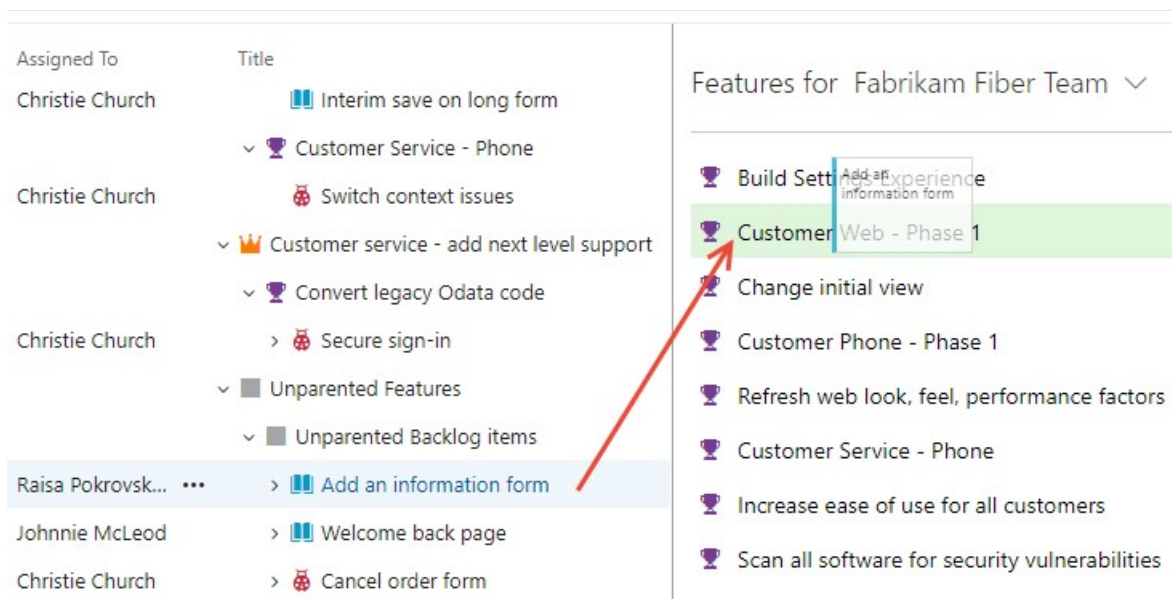 Assigned To Title
Christie Church Interim save on long form
Customer Service - Phone
Christie Church Switch context issues
Customer service - add next level support
Convert legacy Odata code
Christie Church Secure sign-in
Unparented Features
Unparented Backlog items
Raisa Pokrovsk... ••• Add an information form
Johnnie McLeod Welcome back page
Christie Church Cancel order form
Features for Fabrikam Fiber Team
Build Settings Experience
Add an
information form
Customer Web - Phase 1
Change initial view
Customer Phone - Phase 1
Refresh web look, feel, performance factors
Customer Service - Phone
Increase ease of use for all customers
Scan all software for security vulnerabilities